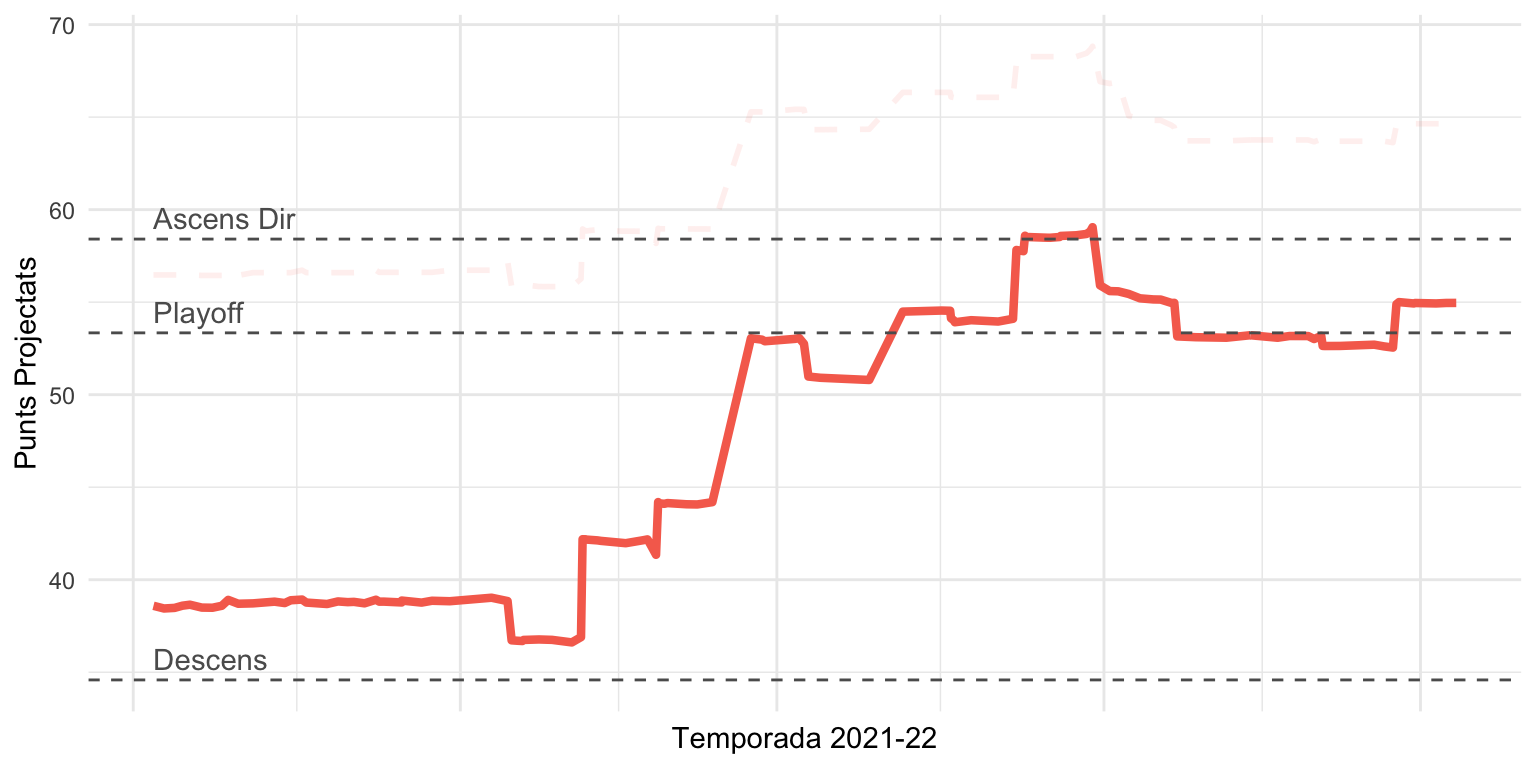 70
60
50
40
Punts Projectats
Ascens Dir
Playoff
Descens
Temporada 2021-22